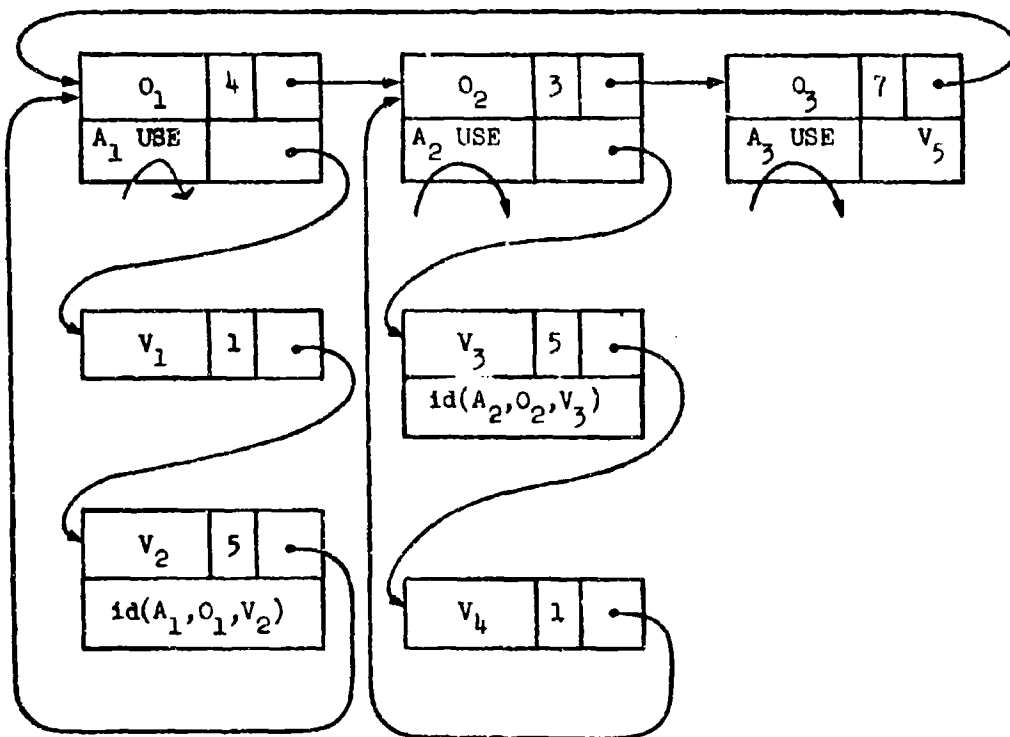 O₁ 4 O₂ 3 O₃ 7
A₁ USE A₂ USE A₃ USE V₅
V₁ 1 V₃ 5
id(A₂,O₂,V₃)
V₂ 5
id(A₁,O₁,V₂) V₄ 1